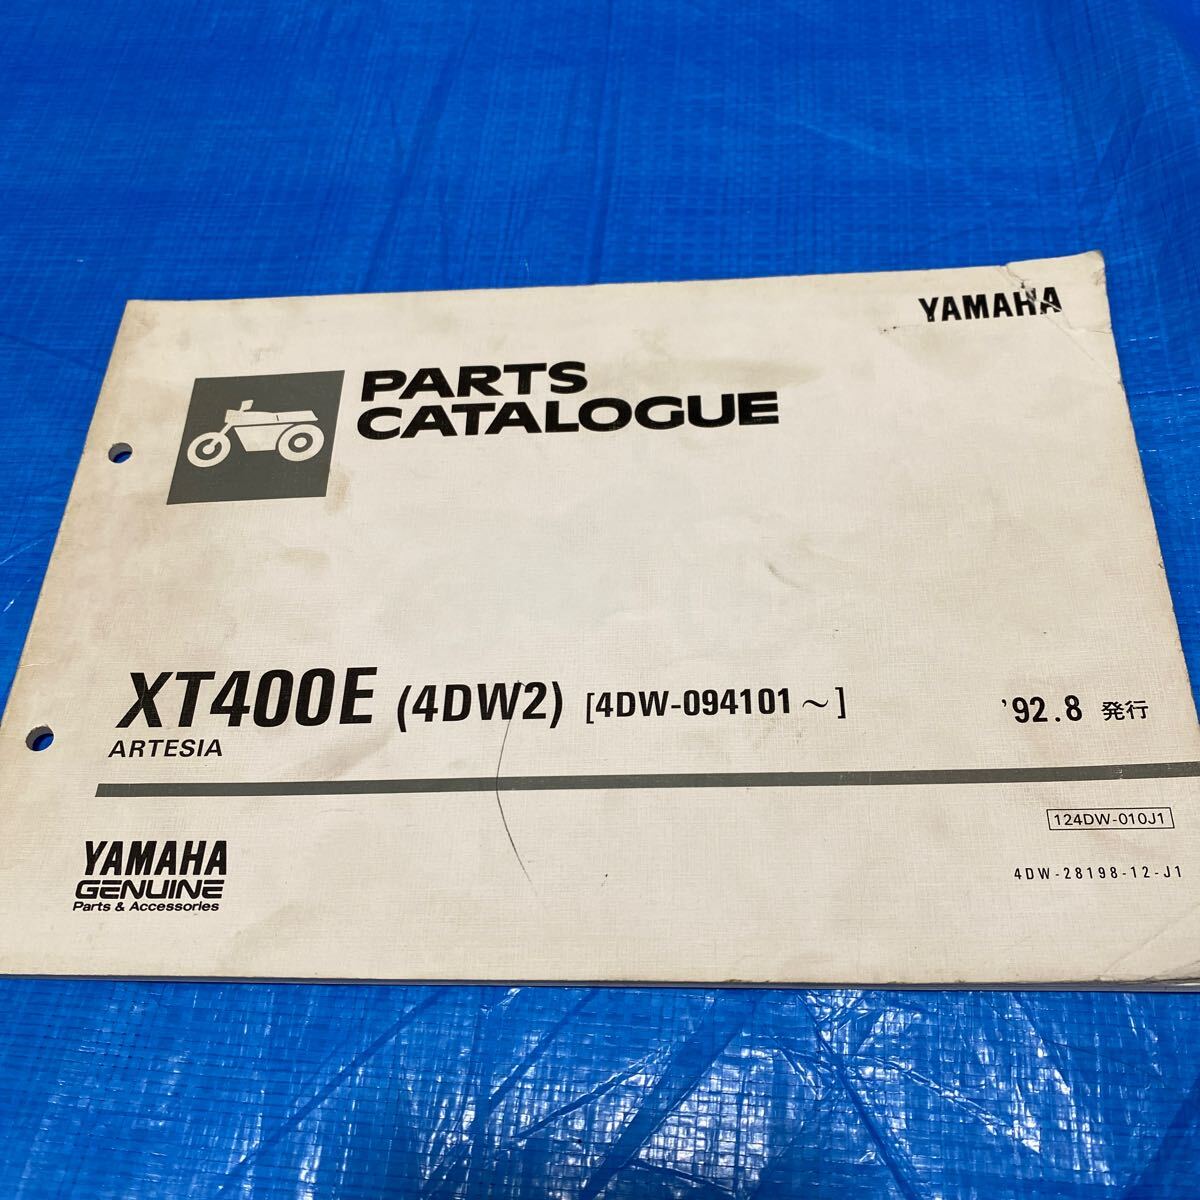 YAMAHA
PARTS
CATALOGUE
XT400E (4DW2) [4DW-094101～] '92.8 発行
ARTESIA
124DW-010J1
4DW-28198-12-J1
YAMAHA
GENUINE
Parts & Accessories